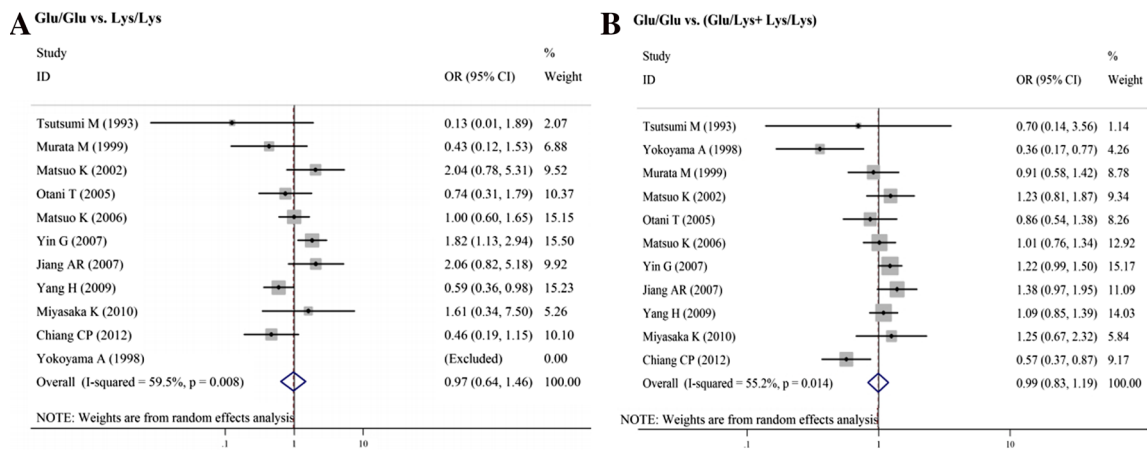 A Glu/Glu vs. Lys/Lys
Study %
ID OR (95% CI) Weight
Tsutsumi M (1993) 0.13 (0.01, 1.89) 2.07
Murata M (1999) 0.43 (0.12, 1.53) 6.88
Matsuo K (2002) 2.04 (0.78, 5.31) 9.52
Otani T (2005) 0.74 (0.31, 1.79) 10.37
Matsuo K (2006) 1.00 (0.60, 1.65) 15.15
Yin G (2007) 1.82 (1.13, 2.94) 15.50
Jiang AR (2007) 2.06 (0.82, 5.18) 9.92
Yang H (2009) 0.59 (0.36, 0.98) 15.23
Miyasaka K (2010) 1.61 (0.34, 7.50) 5.26
Chiang CP (2012) 0.46 (0.19, 1.15) 10.10
Yokoyama A (1998) (Excluded) 0.00
Overall (I-squared = 59.5%, p = 0.008) 0.97 (0.64, 1.46) 100.00
NOTE: Weights are from random effects analysis
.1 1 10
B Glu/Glu vs. (Glu/Lys+ Lys/Lys)
Study %
ID OR (95% CI) Weight
Tsutsumi M (1993) 0.70 (0.14, 3.56) 1.14
Yokoyama A (1998) 0.36 (0.17, 0.77) 4.26
Murata M (1999) 0.91 (0.58, 1.42) 8.78
Matsuo K (2002) 1.23 (0.81, 1.87) 9.34
Otani T (2005) 0.86 (0.54, 1.38) 8.26
Matsuo K (2006) 1.01 (0.76, 1.34) 12.92
Yin G (2007) 1.22 (0.99, 1.50) 15.17
Jiang AR (2007) 1.38 (0.97, 1.95) 11.09
Yang H (2009) 1.09 (0.85, 1.39) 14.03
Miyasaka K (2010) 1.25 (0.67, 2.32) 5.84
Chiang CP (2012) 0.57 (0.37, 0.87) 9.17
Overall (I-squared = 55.2%, p = 0.014) 0.99 (0.83, 1.19) 100.00
NOTE: Weights are from random effects analysis
.1 1 10